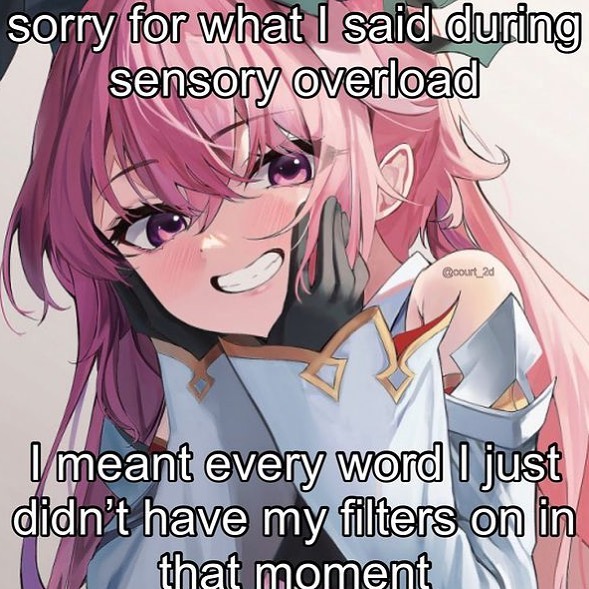 sorry for what I said during
sensory overload
@court_2d
I meant every word I just
didn't have my filters on in
that moment